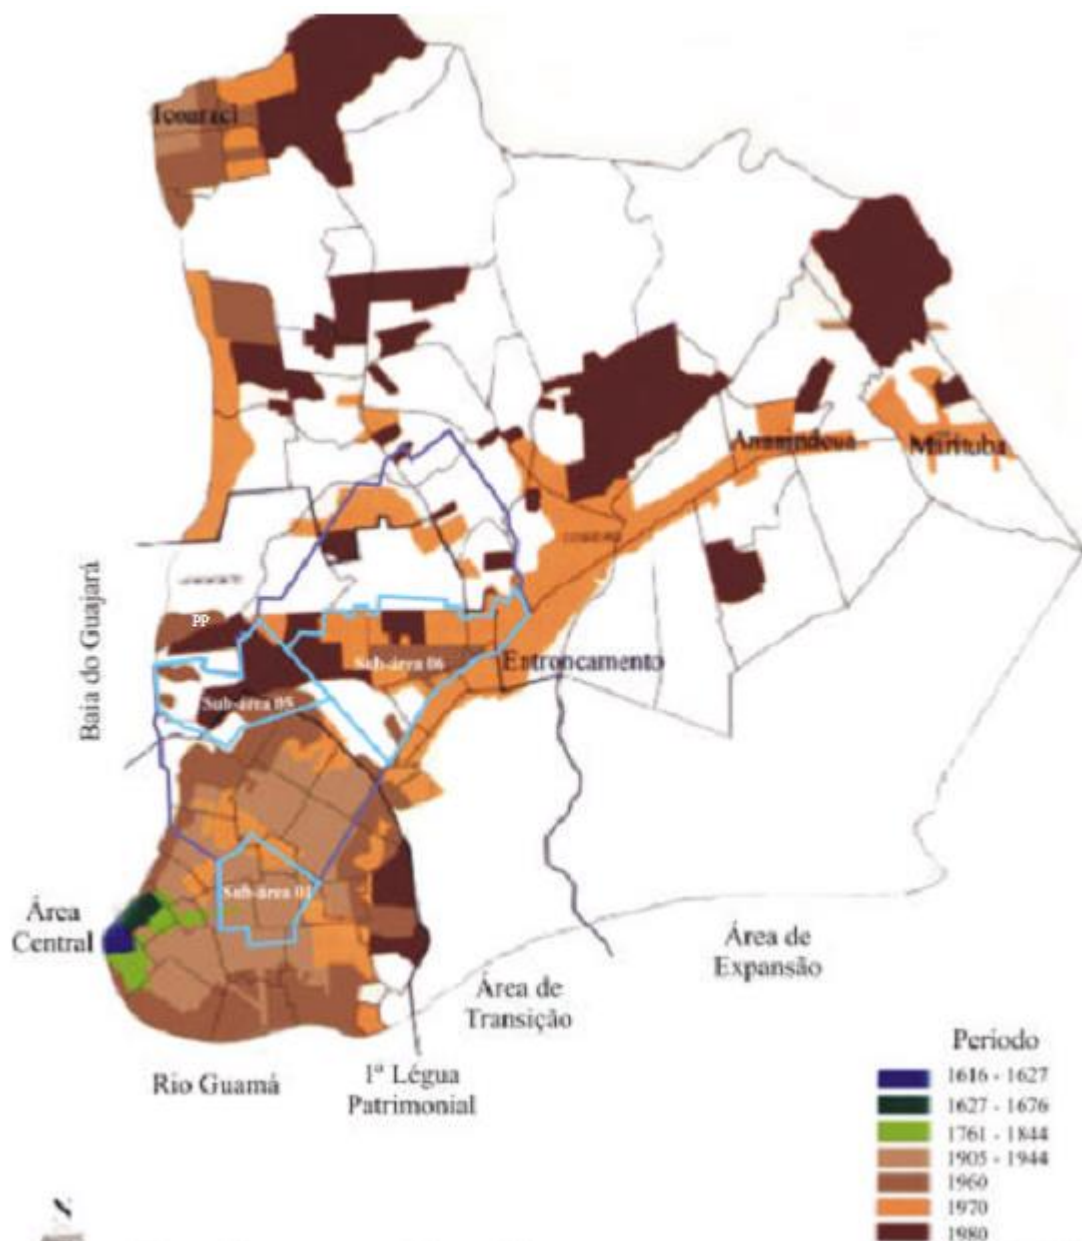 Icoaraci
Ananindeua
Marituba
Baia do Guajará
PP
Sub-área 06
Entroncamento
Sub-área 05
Sub-área 01
Área
Central
Área de
Expansão
Área de
Transição
Rio Guamá
1ª Légua
Patrimonial
Período
1616 - 1627
1627 - 1676
1761 - 1844
1905 - 1944
1960
1970
1980